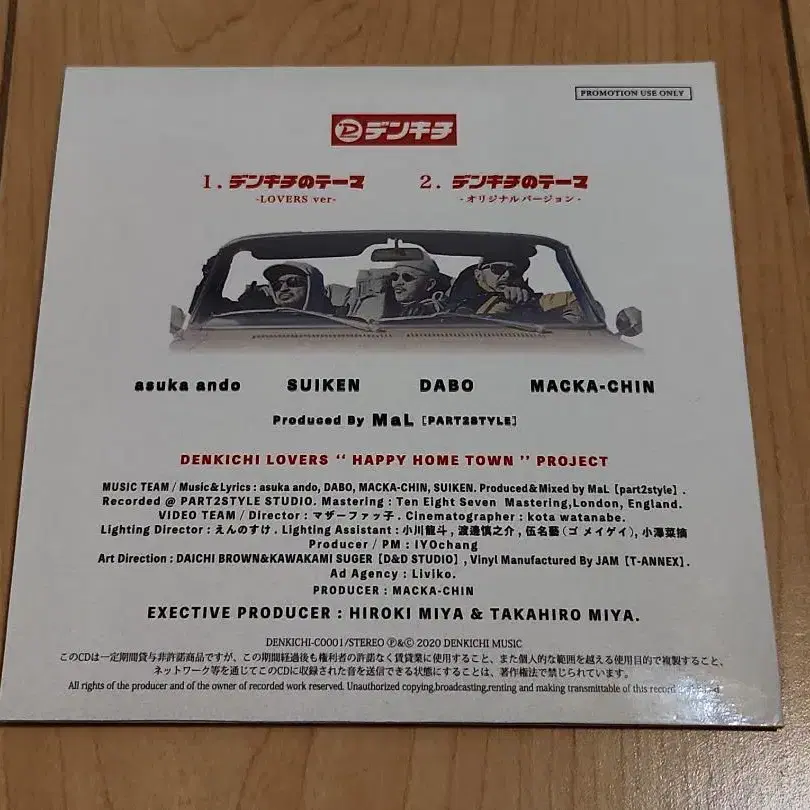 PROMOTION USE ONLY
デンキチ
1. デンキチのテーマ 2. デンキチのテーマ
-LOVERS ver- -オリジナルバージョン-
asuka ando SUIKEN DABO MACKA-CHIN
Produced By MaL [PART2STYLE]
DENKICHI LOVERS “ HAPPY HOME TOWN ” PROJECT
MUSIC TEAM / Music&Lyrics : asuka ando, DABO, MACKA-CHIN, SUIKEN. Produced&Mixed by MaL [part2style] .
Recorded @ PART2STYLE STUDIO. Mastering : Ten Eight Seven Mastering,London, England.
VIDEO TEAM / Director : マザーファッ子 . Cinematographer : kota watanabe.
Lighting Director : えんのすけ . Lighting Assistant : 小川龍斗 , 渡邉慎之介 , 伍名藝(ゴ メイゲイ), 小澤菜摘
Producer / PM : IYOchang
Art Direction : DAICHI BROWN&KAWAKAMI SUGER [D&D STUDIO] , Vinyl Manufactured By JAM [T-ANNEX] .
Ad Agency : Liviko.
PRODUCER : MACKA-CHIN
EXECTIVE PRODUCER : HIROKI MIYA & TAKAHIRO MIYA.
DENKICHI-C0001/STEREO ℗&© 2020 DENKICHI MUSIC
このCDは一定期間貸与非許諾商品ですが、この期間経過後も権利者の許諾なく賃貸業に使用すること、また個人的な範囲を越える使用目的で複製すること、
ネットワーク等を通じてこのCDに収録された音を送信できる状態にすることは、著作権法で禁じられています。
All rights of the producer and of the owner of recorded work reserved. Unauthorized copying,broadcasting,renting and making transmittable of this record